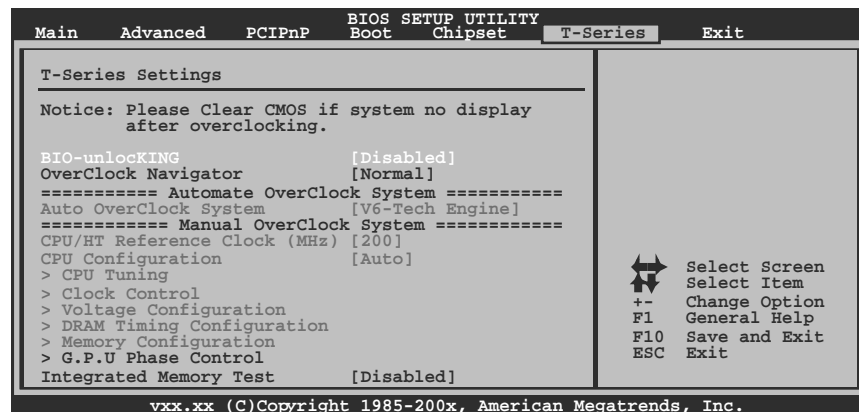 BIOS SETUP UTILITY
Main Advanced PCIPnP Boot Chipset T-Series Exit
T-Series Settings
Notice: Please Clear CMOS if system no display
after overclocking.
BIO-unlocKING [Disabled]
OverClock Navigator [Normal]
=========== Automate OverClock System ===========
Auto OverClock System [V6-Tech Engine]
============ Manual OverClock System ============
CPU/HT Reference Clock (MHz) [200]
CPU Configuration [Auto]
> CPU Tuning
> Clock Control
> Voltage Configuration
> DRAM Timing Configuration
> Memory Configuration
> G.P.U Phase Control
Integrated Memory Test [Disabled]
Select Screen
Select Item
+- Change Option
F1 General Help
F10 Save and Exit
ESC Exit
vxx.xx (C)Copyright 1985-200x, American Megatrends, Inc.